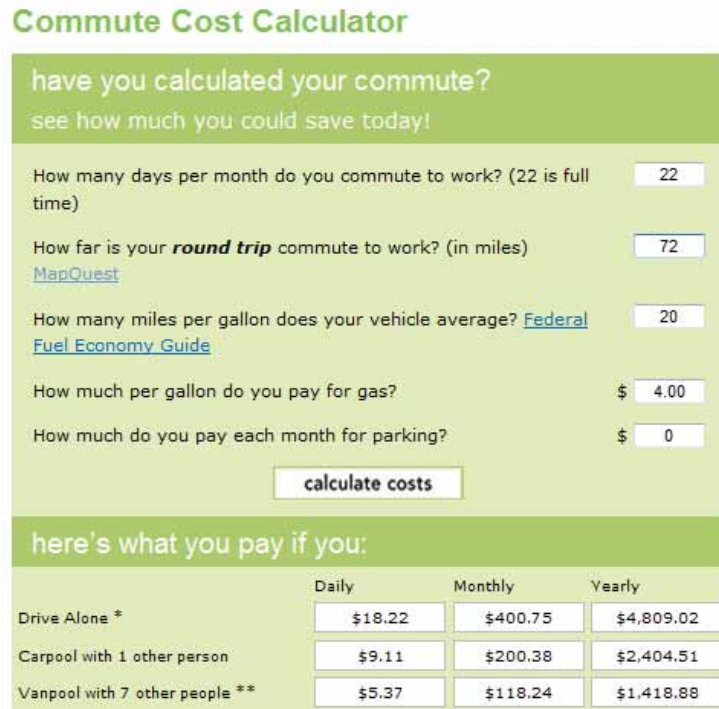 Commute Cost Calculator
have you calculated your commute?
see how much you could save today!
How many days per month do you commute to work? (22 is full 22
time)
How far is your round trip commute to work? (in miles) 72
MapQuest
How many miles per gallon does your vehicle average? Federal 20
Fuel Economy Guide
How much per gallon do you pay for gas? $ 4.00
How much do you pay each month for parking? $ 0
calculate costs
here's what you pay if you:
Daily Monthly Yearly
Drive Alone * $18.22 $400.75 $4,809.02
Carpool with 1 other person $9.11 $200.38 $2,404.51
Vanpool with 7 other people ** $5.37 $118.24 $1,418.88